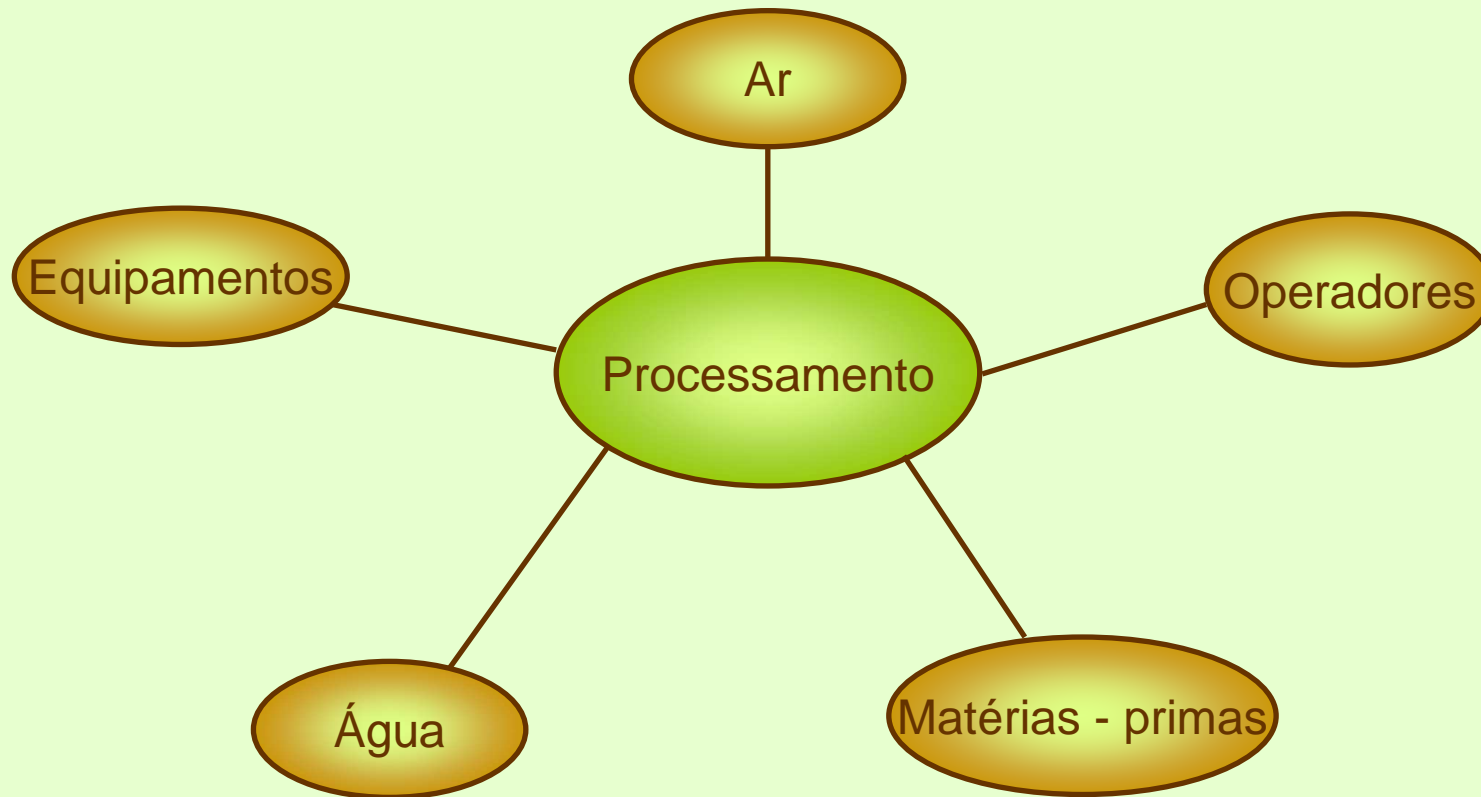 Ar
Equipamentos
Operadores
Processamento
Água
Matérias - primas